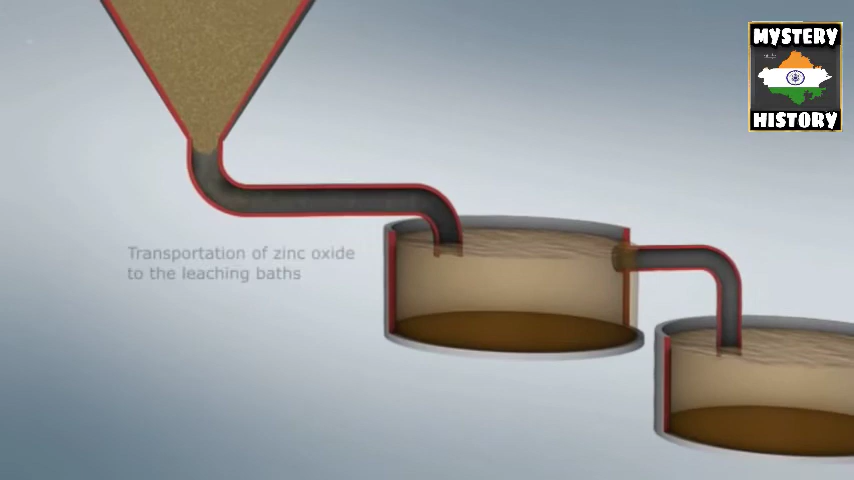 MYSTERY
HISTORY
Transportation of zinc oxide
to the leaching baths